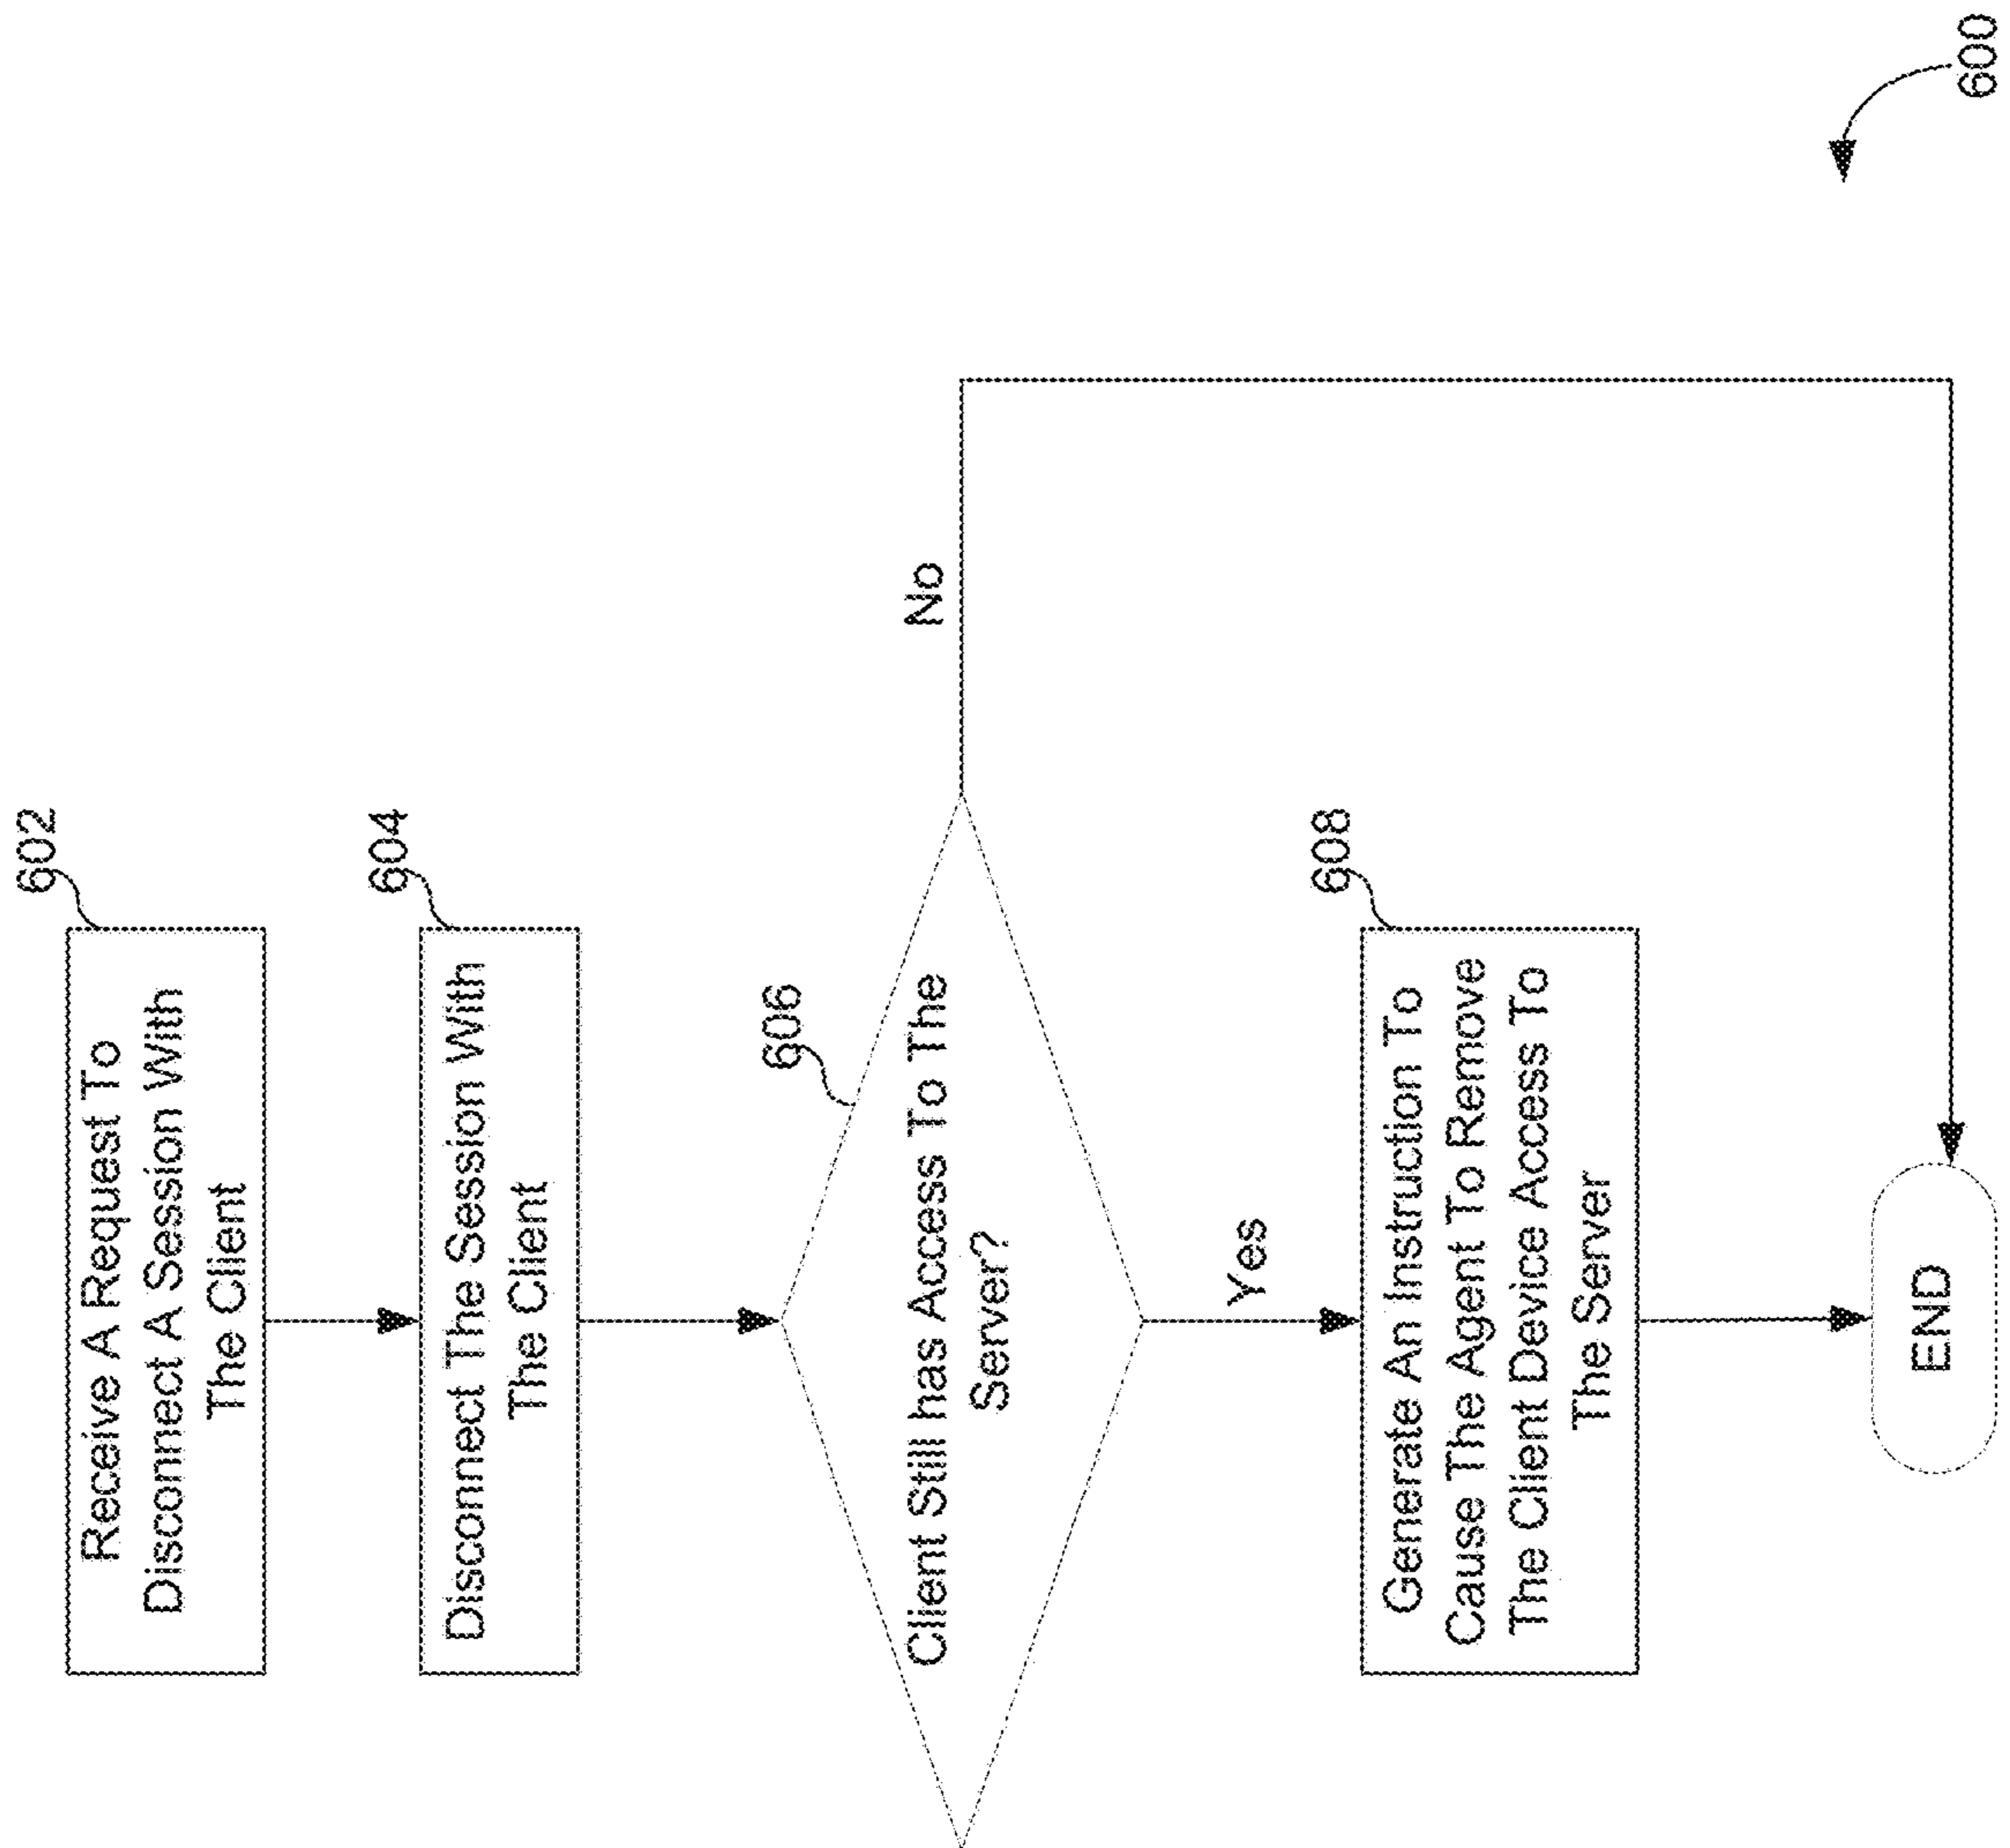 602
Receive A Request To
Disconnect A Session With
The Client
604
Disconnect The Session With
The Client
606
Client Still has Access To The
Server?
No
Yes
608
Generate An Instruction To
Cause The Agent To Remove
The Client Device Access To
The Server
END
600